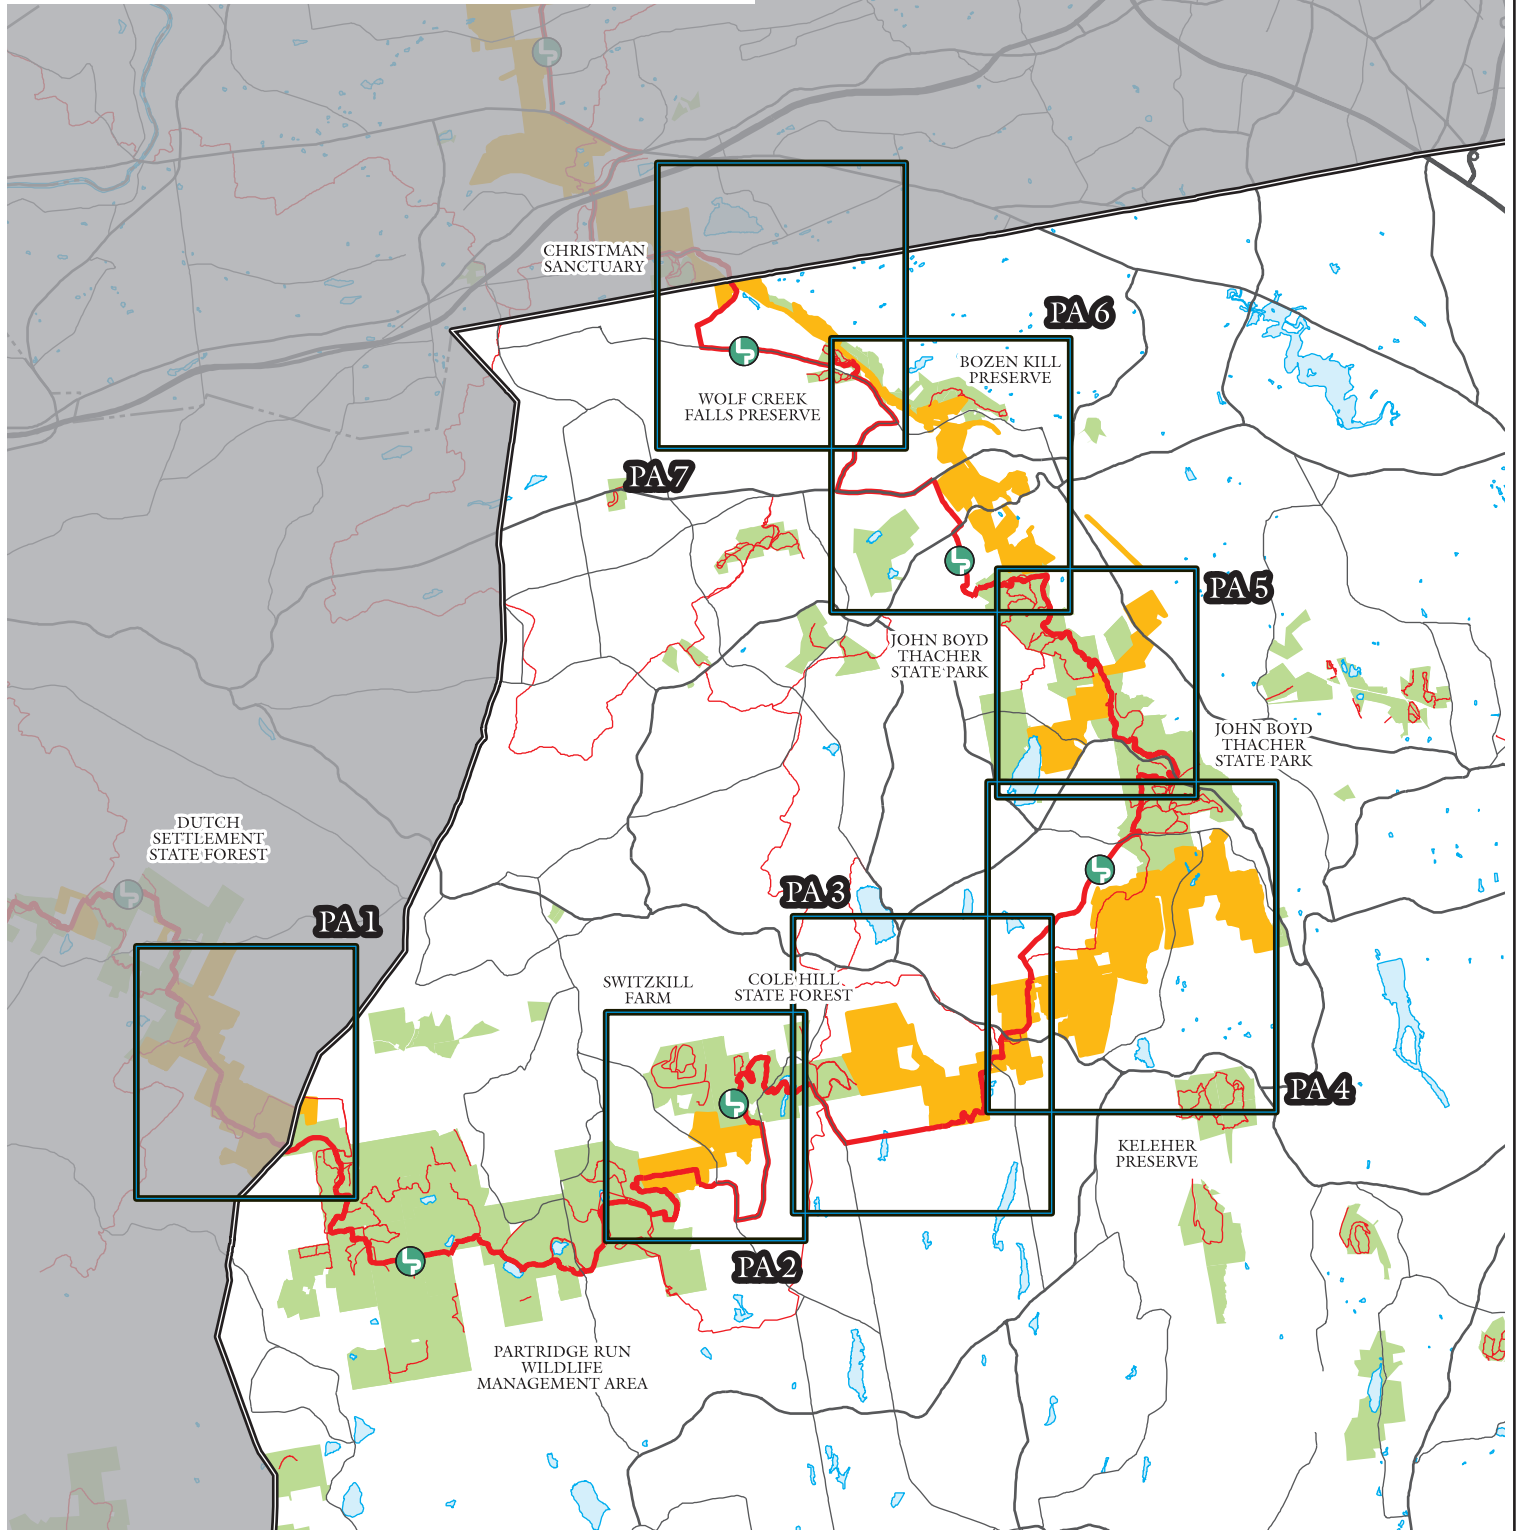 CHRISTMAN
SANCTUARY
PA 6
BOZEN KILL
PRESERVE
WOLF CREEK
FALLS PRESERVE
PA 7
PA 5
JOHN BOYD
THACHER
STATE PARK
JOHN BOYD
THACHER
STATE PARK
DUTCH
SETTLEMENT
STATE FOREST
PA 3
PA 1
SWITZKILL
FARM
COLE HILL
STATE FOREST
PA 4
KELEHER
PRESERVE
PA 2
PARTRIDGE RUN
WILDLIFE
MANAGEMENT AREA